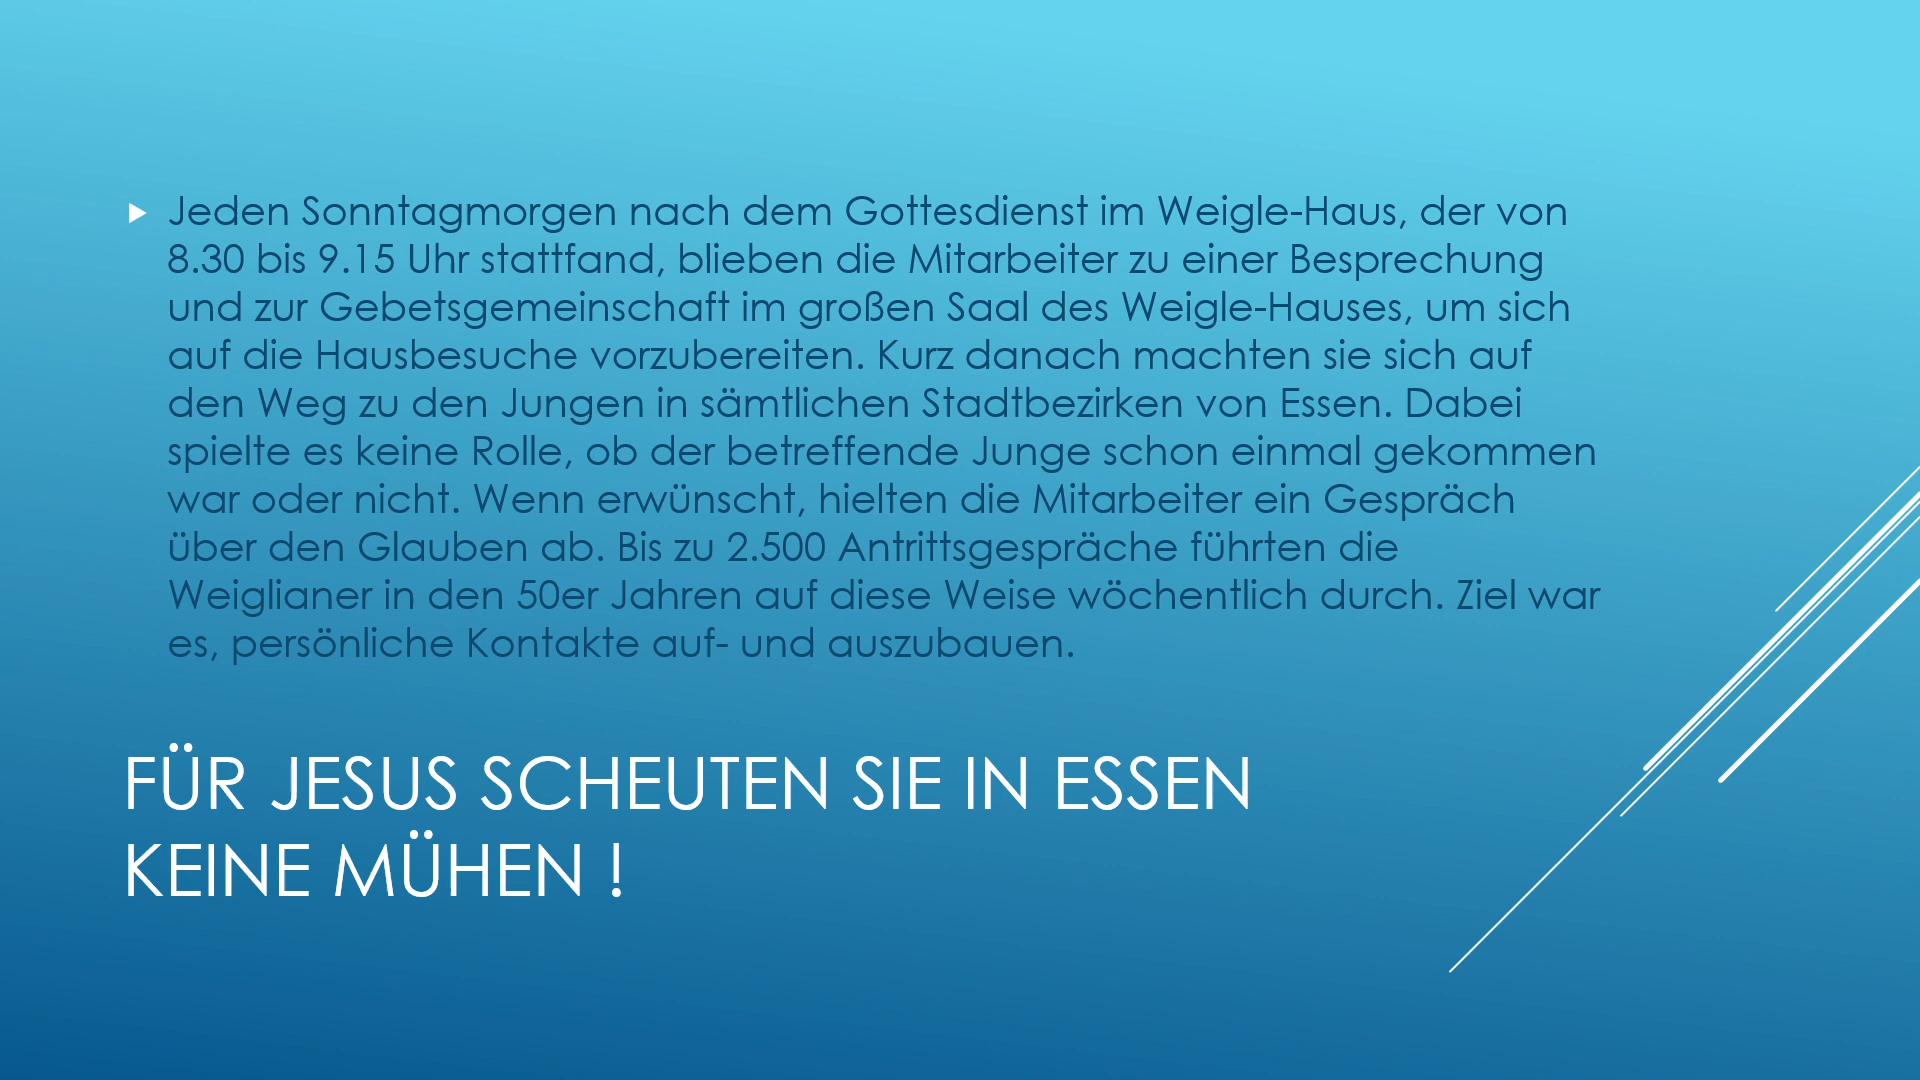 Jeden Sonntagmorgen nach dem Gottesdienst im Weigle-Haus, der von
8.30 bis 9.15 Uhr stattfand, blieben die Mitarbeiter zu einer Besprechung
und zur Gebetsgemeinschaft im großen Saal des Weigle-Hauses, um sich
auf die Hausbesuche vorzubereiten. Kurz danach machten sie sich auf
den Weg zu den Jungen in sämtlichen Stadtbezirken von Essen. Dabei
spielte es keine Rolle, ob der betreffende Junge schon einmal gekommen
war oder nicht. Wenn erwünscht, hielten die Mitarbeiter ein Gespräch
über den Glauben ab. Bis zu 2.500 Antrittsgespräche führten die
Weiglianer in den 50er Jahren auf diese Weise wöchentlich durch. Ziel war
es, persönliche Kontakte auf- und auszubauen.
FÜR JESUS SCHEUTEN SIE IN ESSEN
KEINE MÜHEN !